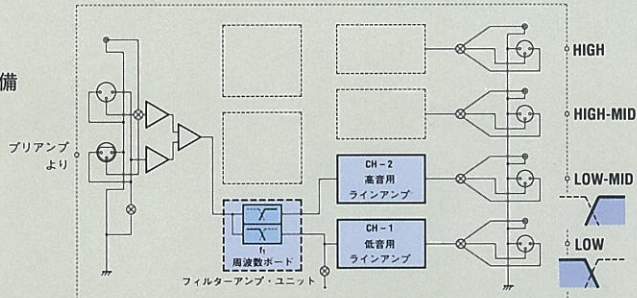 備
プリアンプ
より
HIGH
HIGH-MID
CH-2
高音用
ラインアンプ
LOW-MID
CH-1
低音用
ラインアンプ
LOW
f1
周波数ボード
フィルターアンプ・ユニット